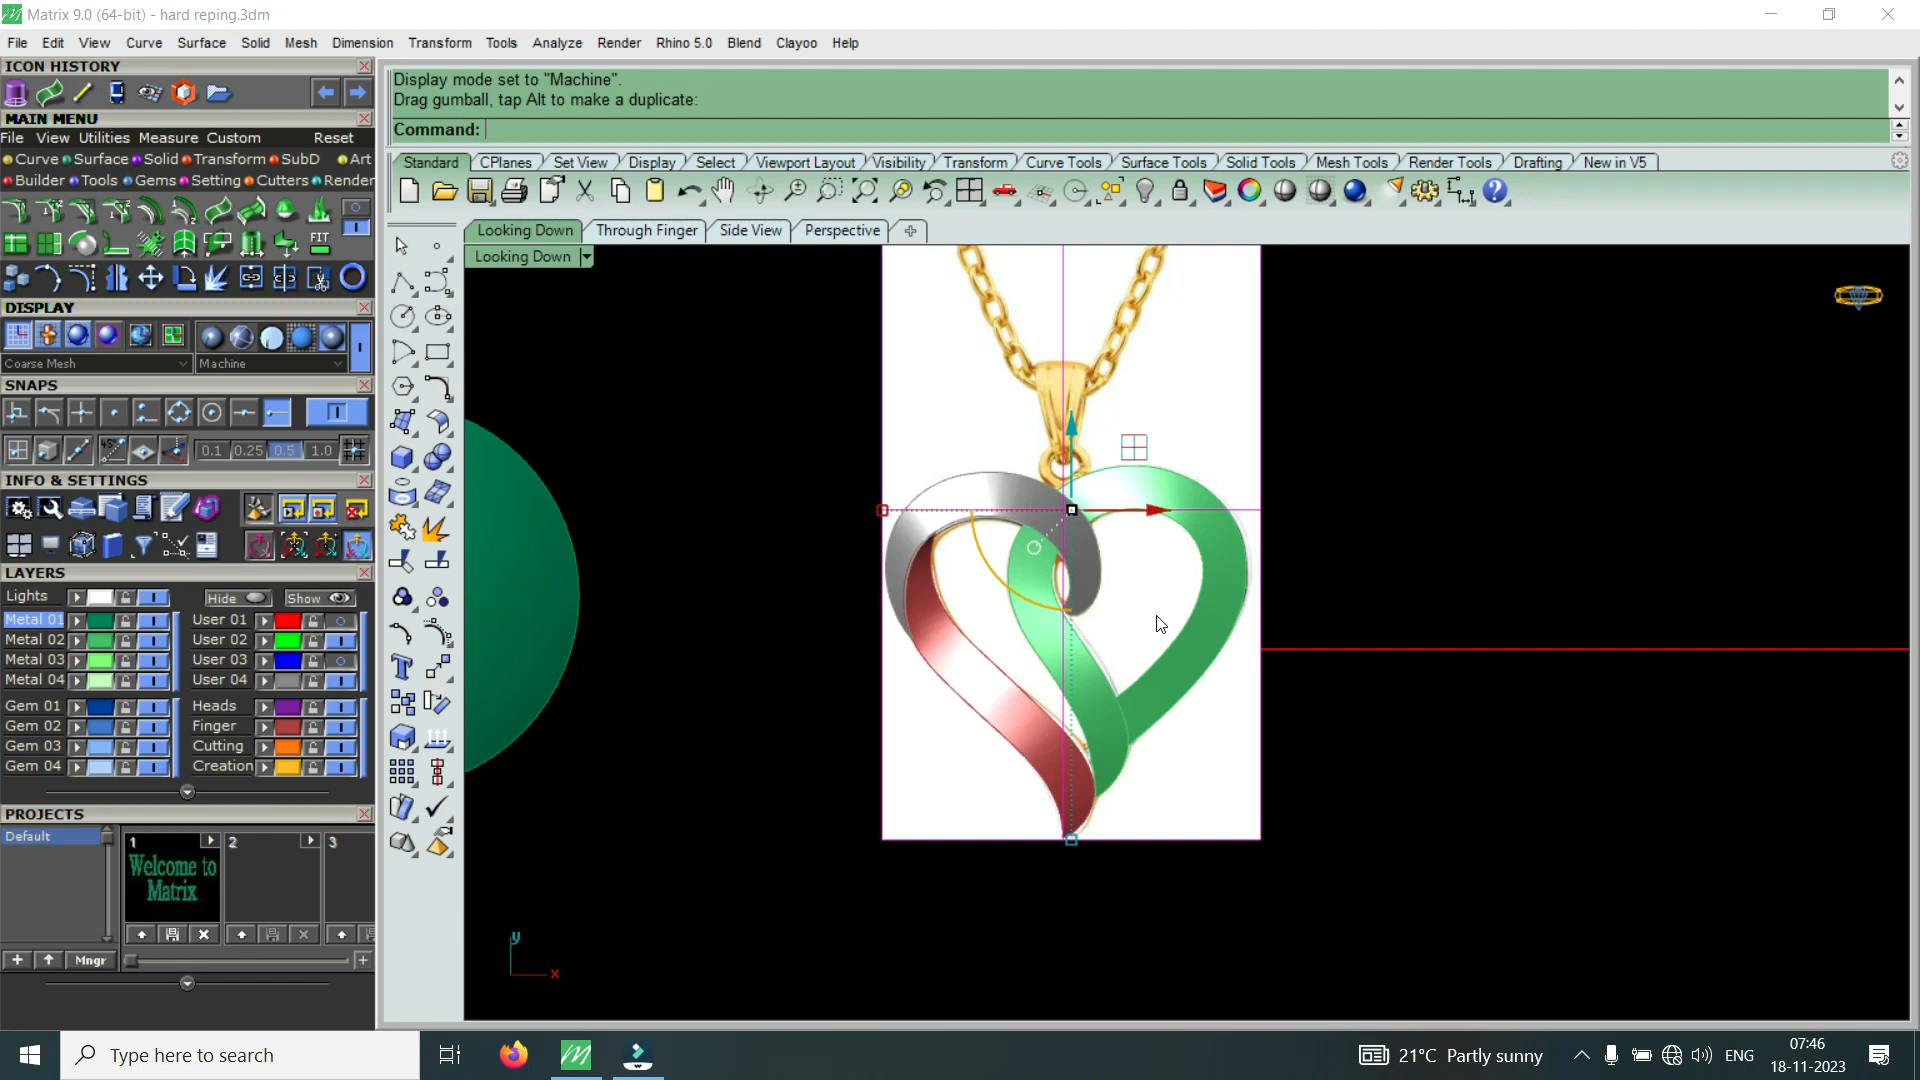 Matrix 9.0 (64-bit) - hard reping.3dm
File Edit View Curve Surface Solid Mesh Dimension Transform Tools Analyze Render Rhino 5.0 Blend Clayoo Help
ICON HISTORY
MAIN MENU
File View Utilities Measure Custom Reset
Curve Surface Solid Transform SubD Art
Builder Tools Gems Setting Cutters Render
FIT
DISPLAY
Coarse Mesh Machine
SNAPS
0.1 0.25 0.5 1.0
INFO & SETTINGS
LAYERS
Lights Hide Show
Metal 01 User 01
Metal 02 User 02
Metal 03 User 03
Metal 04 User 04
Gem 01 Heads
Gem 02 Finger
Gem 03 Cutting
Gem 04 Creation
PROJECTS
Default
1 2 3
Welcome to
Matrix
Mngr
Display mode set to "Machine".
Drag gumball, tap Alt to make a duplicate:
Command:
Standard CPlanes Set View Display Select Viewport Layout Visibility Transform Curve Tools Surface Tools Solid Tools Mesh Tools Render Tools Drafting New in V5
Looking Down Through Finger Side View Perspective
Looking Down
y
x
Type here to search
21°C Partly sunny
ENG
07:46
18-11-2023